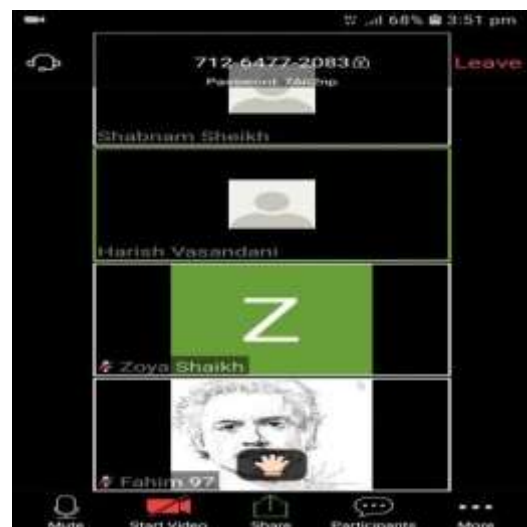 68% 3:51 pm
712-6477-2083 Leave
Shabnam Sheikh
Harish Vasandani
Z
Zoya Shaikh
Fahim 97
Mute Start Video Share Participants More